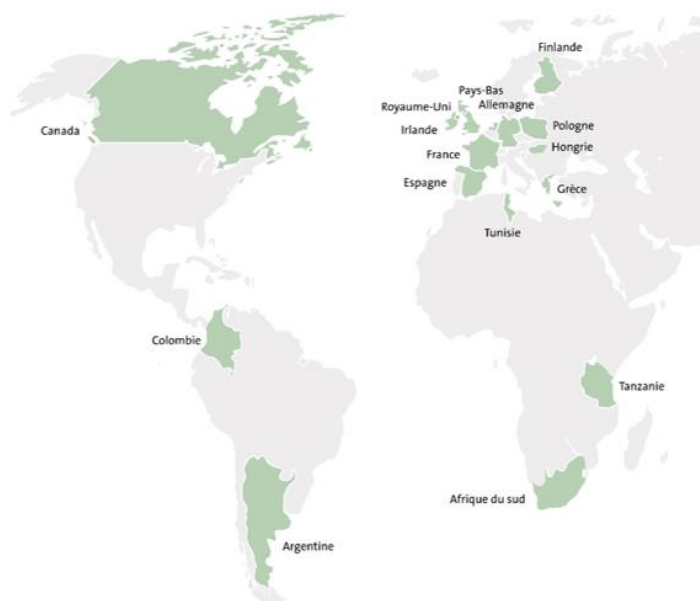 Finlande
Pays-Bas
Royaume-Uni
Allemagne
Canada
Irlande
Pologne
France
Hongrie
Espagne
Grèce
Tunisie
Colombie
Tanzanie
Afrique du sud
Argentine